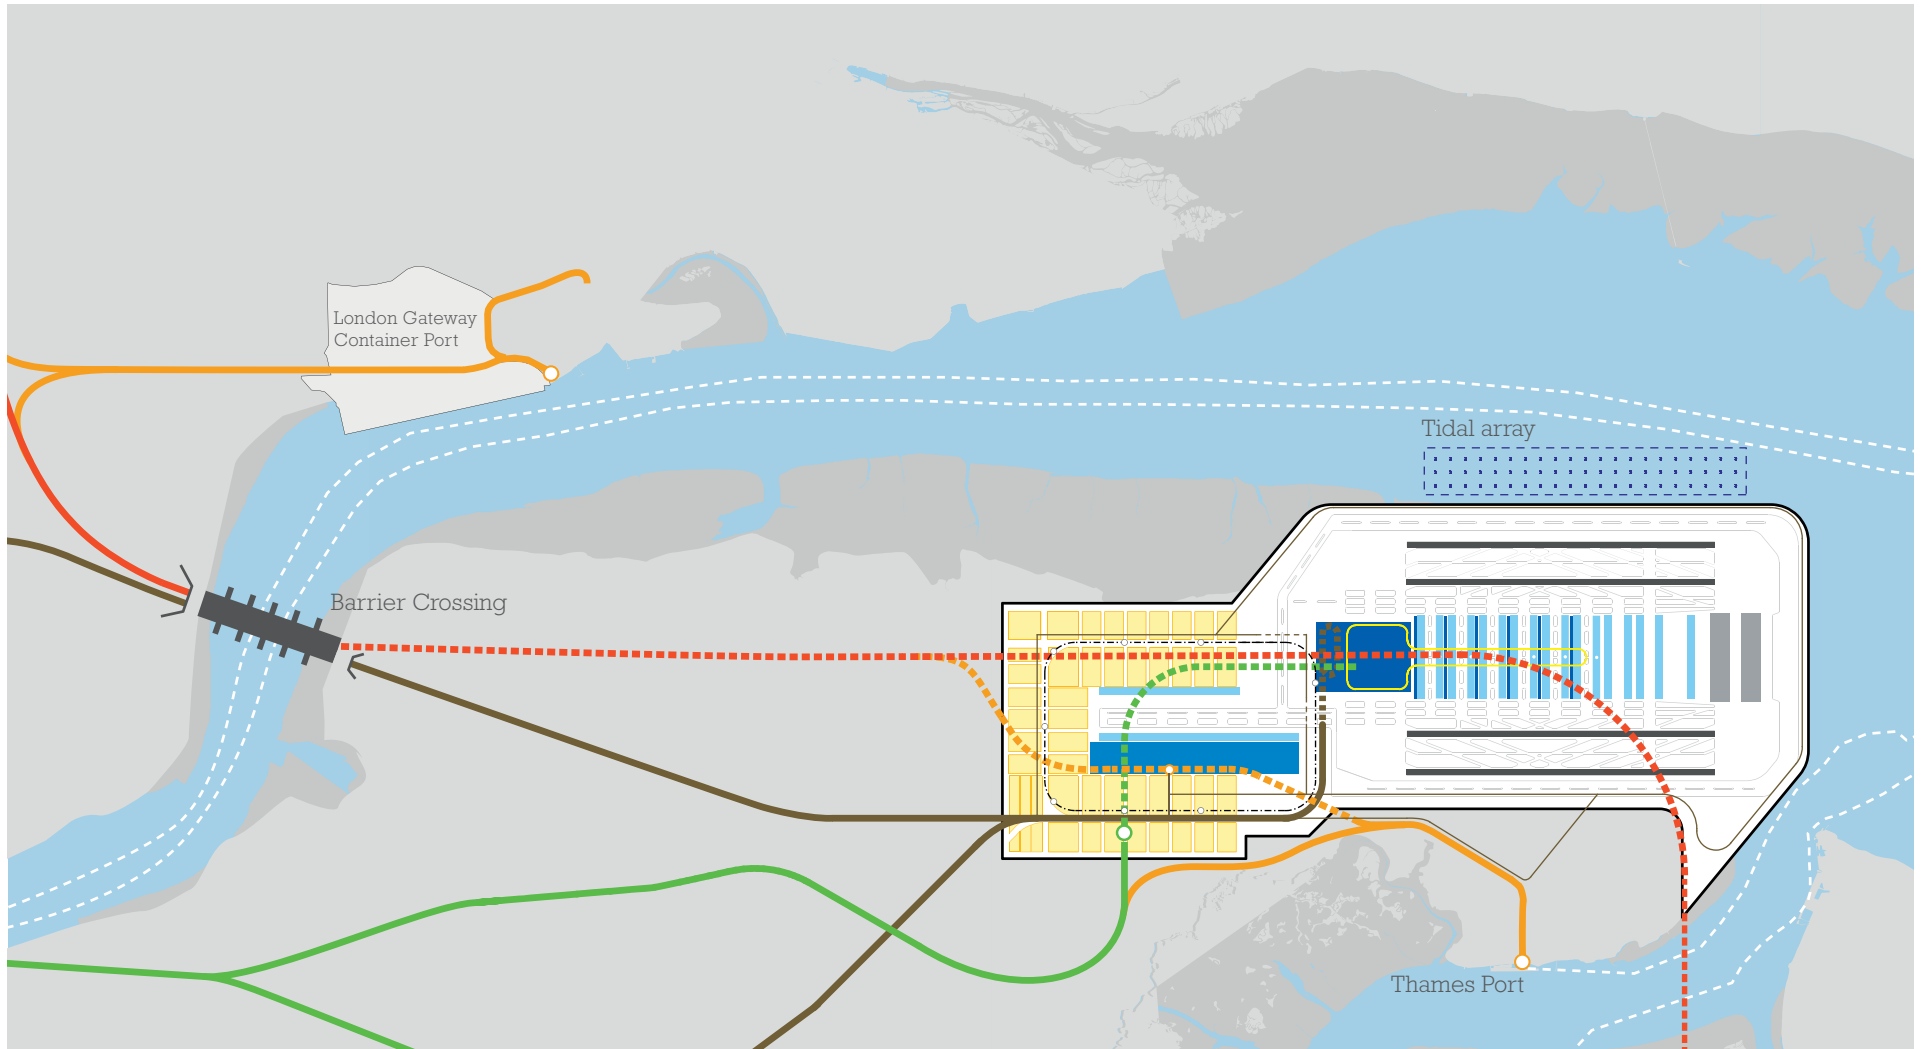 London Gateway
Container Port
Tidal array
Barrier Crossing
Thames Port